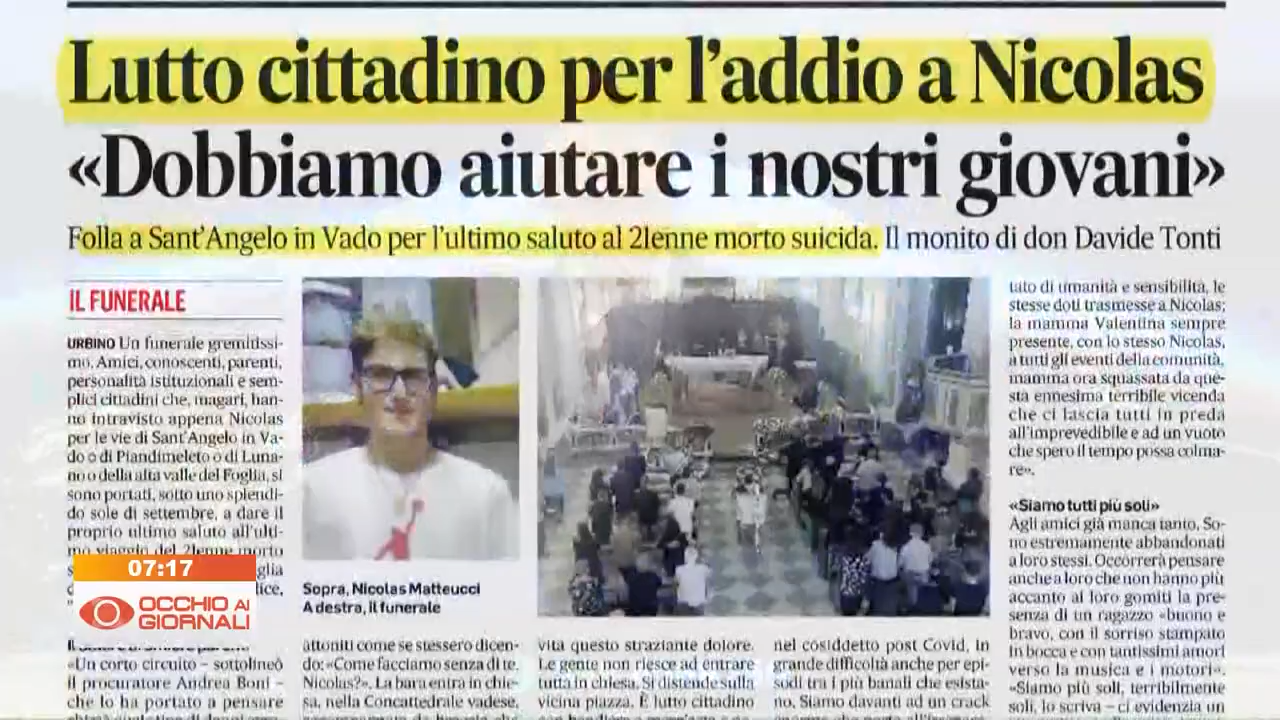 Lutto cittadino per l'addio a Nicolas
«Dobbiamo aiutare i nostri giovani»
Folla a Sant'Angelo in Vado per l'ultimo saluto al 21enne morto suicida. Il monito di don Davide Tonti
IL FUNERALE
URBINO Un funerale gremitissi-
mo. Amici, conoscenti, parenti,
personalità istituzionali e sem-
plici cittadini che, magari, han-
no intravisto appena Nicolas
per le vie di Sant'Angelo in Va-
do o di Piandimeleto o di Luna-
no o della alta valle del Foglia, si
sono portati, sotto uno splendi-
do sole di settembre, a dare il
proprio ultimo saluto all'ulti-
mo viaggio del 21enne morto
07:17
OCCHIO AI
GIORNALI
«Un corto circuito – sottolineò
il procuratore Andrea Boni –
che lo ha portato a pensare
Sopra, Nicolas Matteucci
A destra, il funerale
attoniti come se stessero dicen-
do: «Come facciamo senza di te,
Nicolas?». La bara entra in chie-
sa, nella Concattedrale vadese,
vita questo straziante dolore.
Le gente non riesce ad entrare
tutta in chiesa. Si distende sulla
vicina piazza. È lutto cittadino
nel cosiddetto post Covid, in
grande difficoltà anche per epi-
sodi tra i più banali che esista-
no. Siamo davanti ad un crack
tato di umanità e sensibilità, le
stesse doti trasmesse a Nicolas;
la mamma Valentina sempre
presente, con lo stesso Nicolas,
a tutti gli eventi della comunità,
mamma ora squassata da que-
sta ennesima terribile vicenda
che ci lascia tutti in preda
all'imprevedibile e ad un vuoto
che spero il tempo possa colma-
re».
«Siamo tutti più soli»
Agli amici già manca tanto. So-
no estremamente abbandonati
a loro stessi. Occorrerà pensare
anche a loro che non hanno più
accanto ai loro gomiti la pre-
senza di un ragazzo «buono e
bravo, con il sorriso stampato
in bocca e con tantissimi amori
verso la musica e i motori».
«Siamo più soli, terribilmente
soli, lo scriva – ci evidenzia un